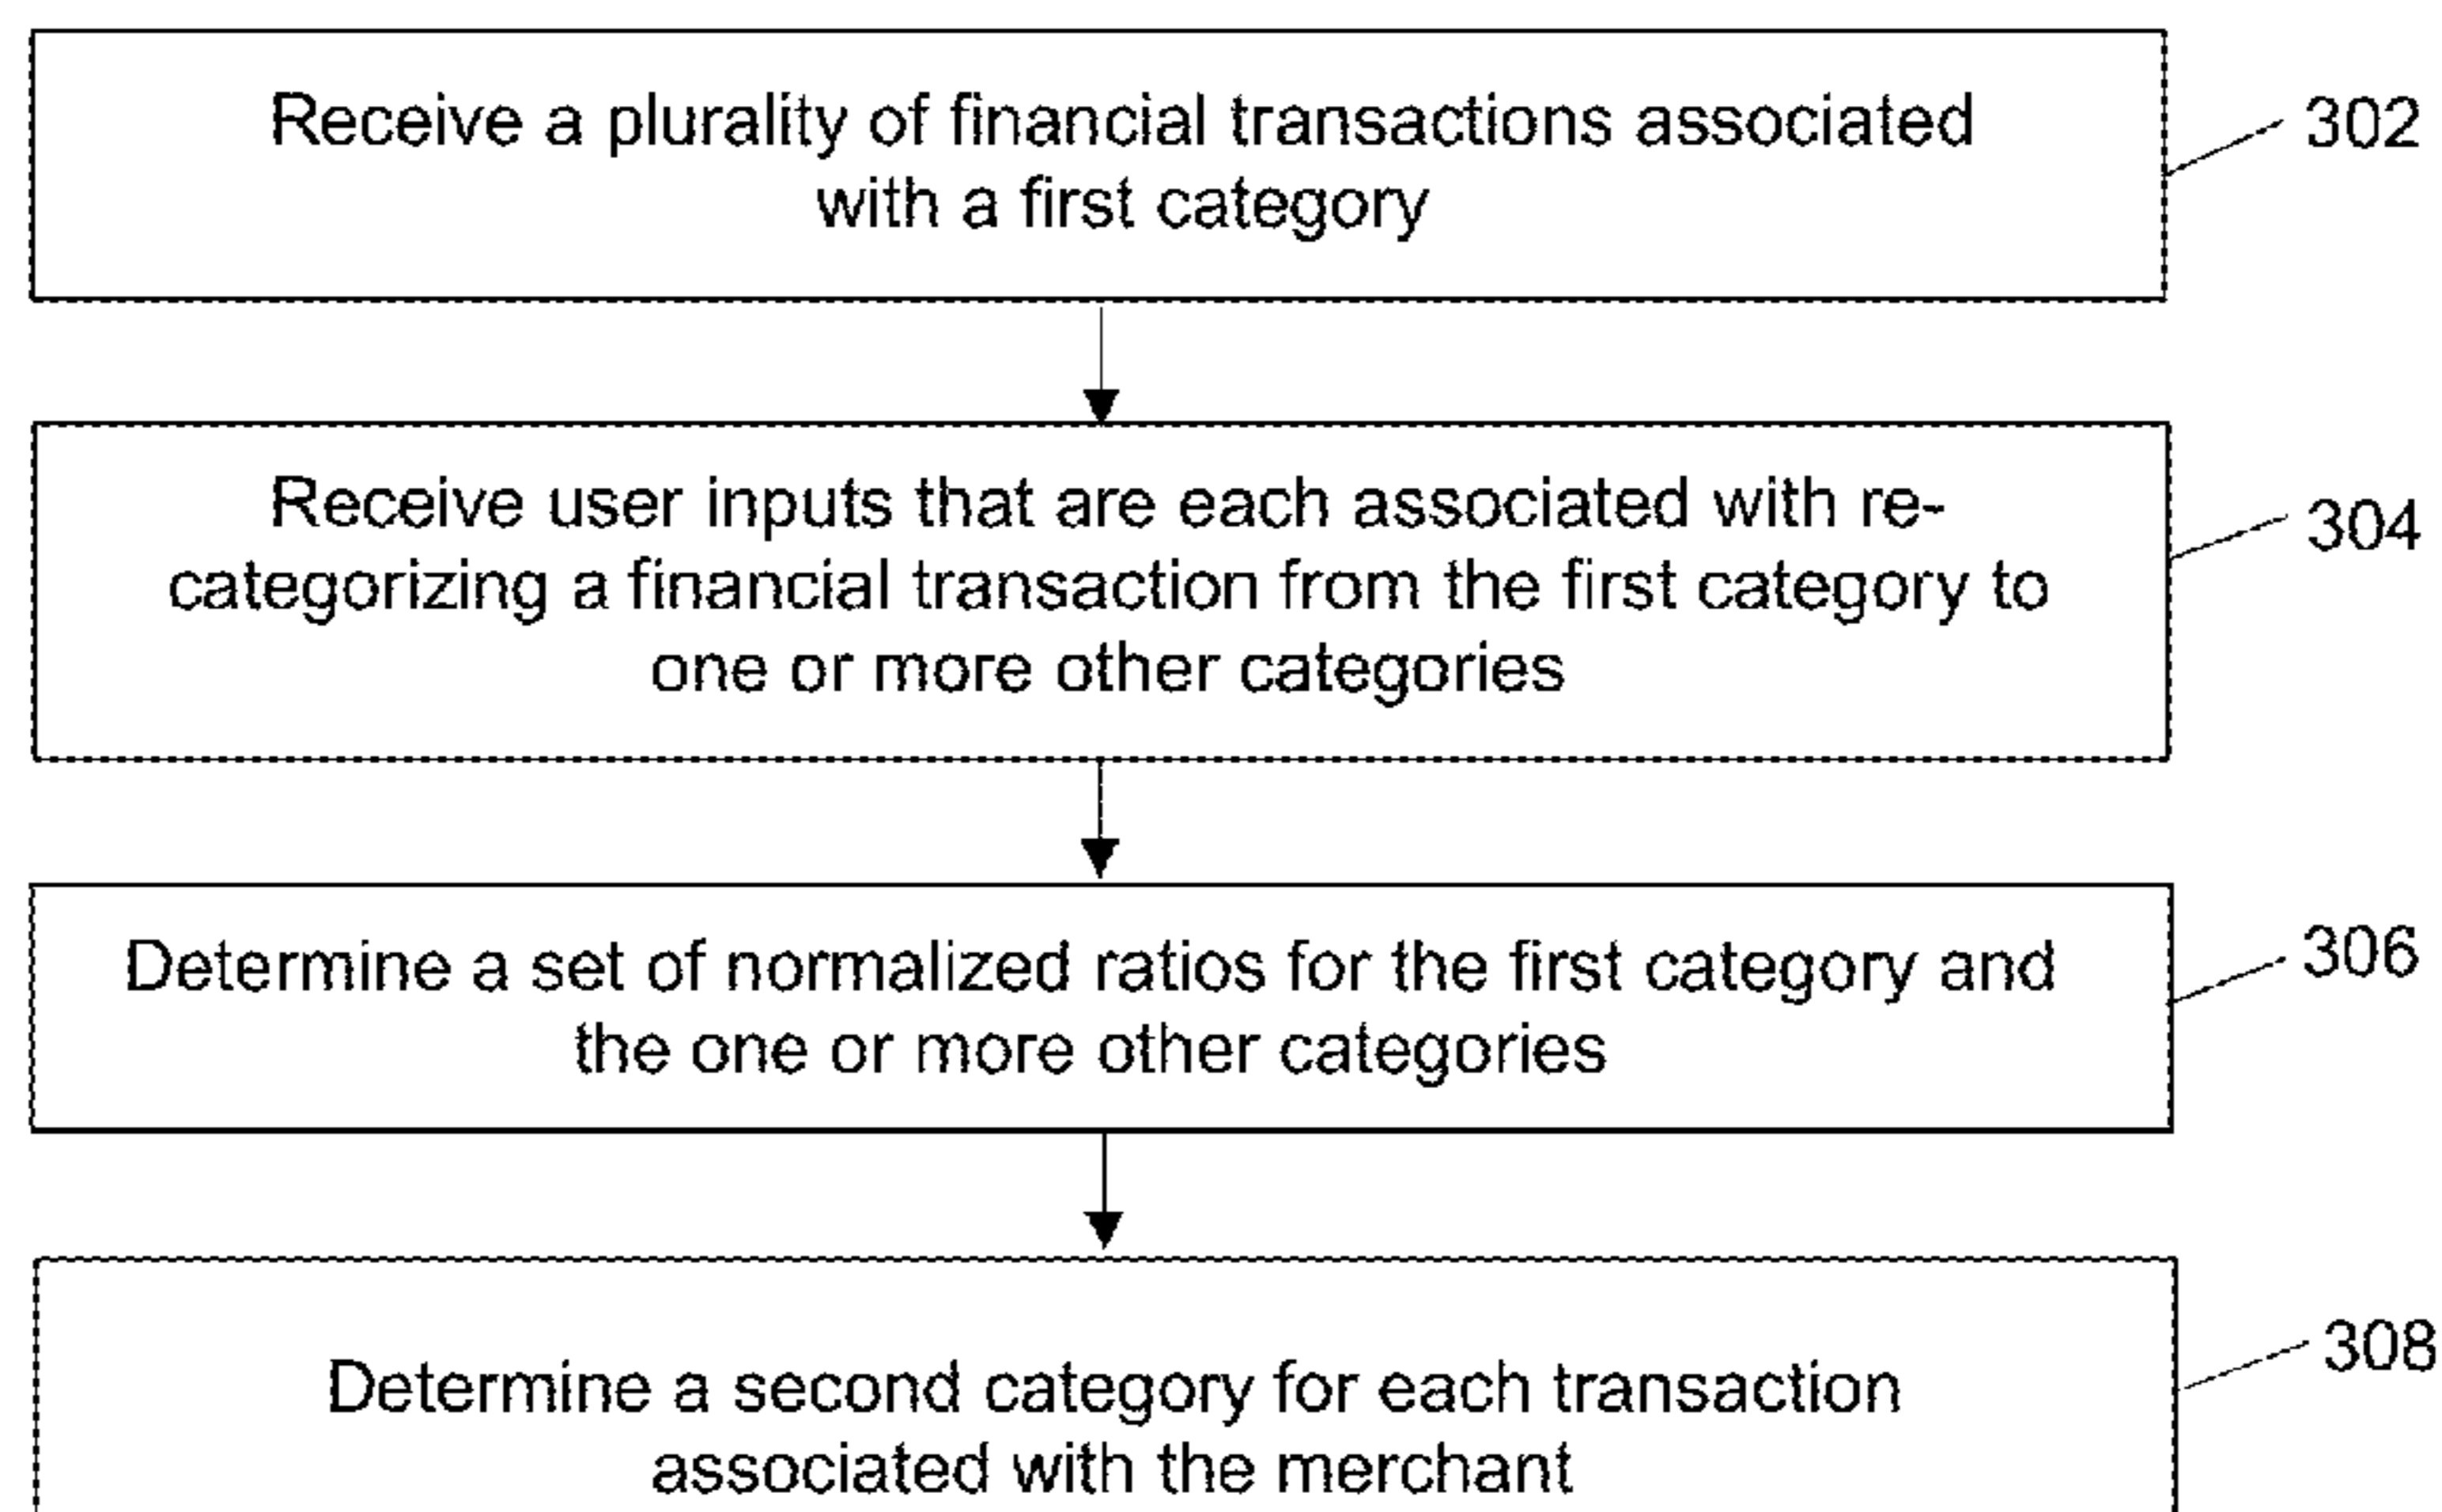 Receive a plurality of financial transactions associated
with a first category
302
Receive user inputs that are each associated with re-
categorizing a financial transaction from the first category to
one or more other categories
304
Determine a set of normalized ratios for the first category and
the one or more other categories
306
Determine a second category for each transaction
associated with the merchant
308